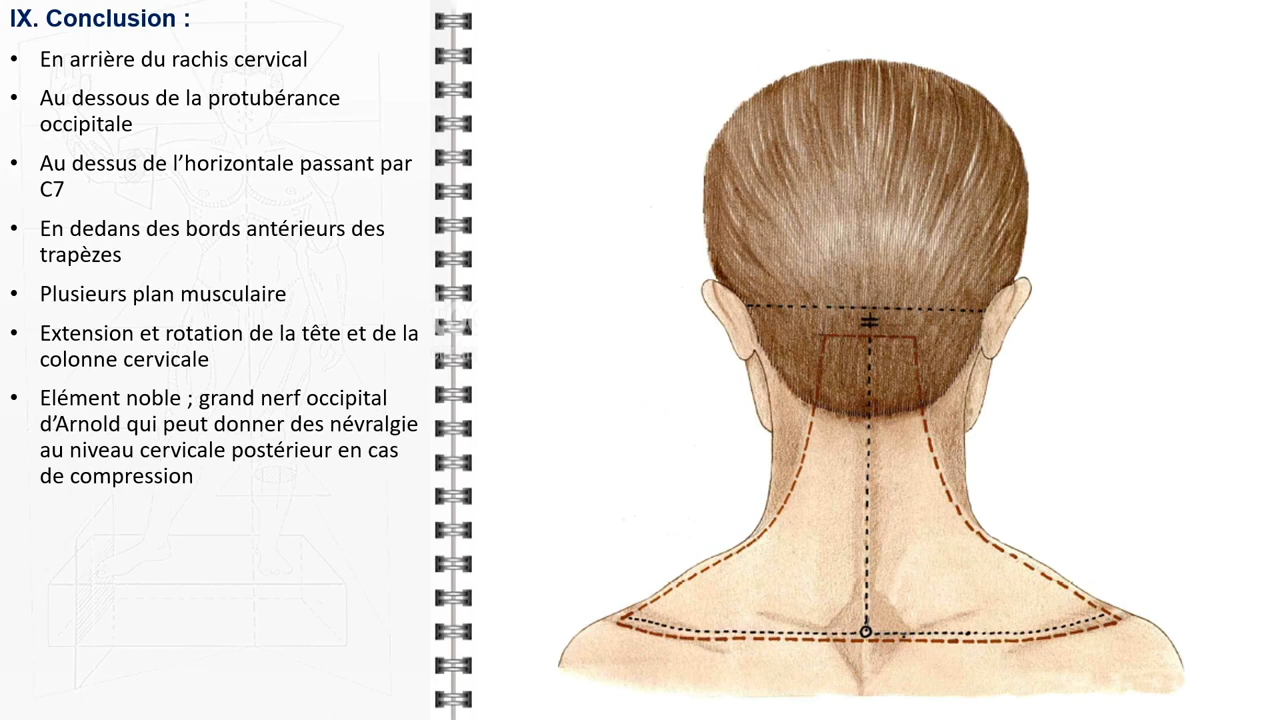 IX. Conclusion :
• En arrière du rachis cervical
• Au dessous de la protubérance
occipitale
• Au dessus de l’horizontale passant par
C7
• En dedans des bords antérieurs des
trapèzes
• Plusieurs plan musculaire
• Extension et rotation de la tête et de la
colonne cervicale
• Elément noble ; grand nerf occipital
d’Arnold qui peut donner des névralgie
au niveau cervicale postérieur en cas
de compression